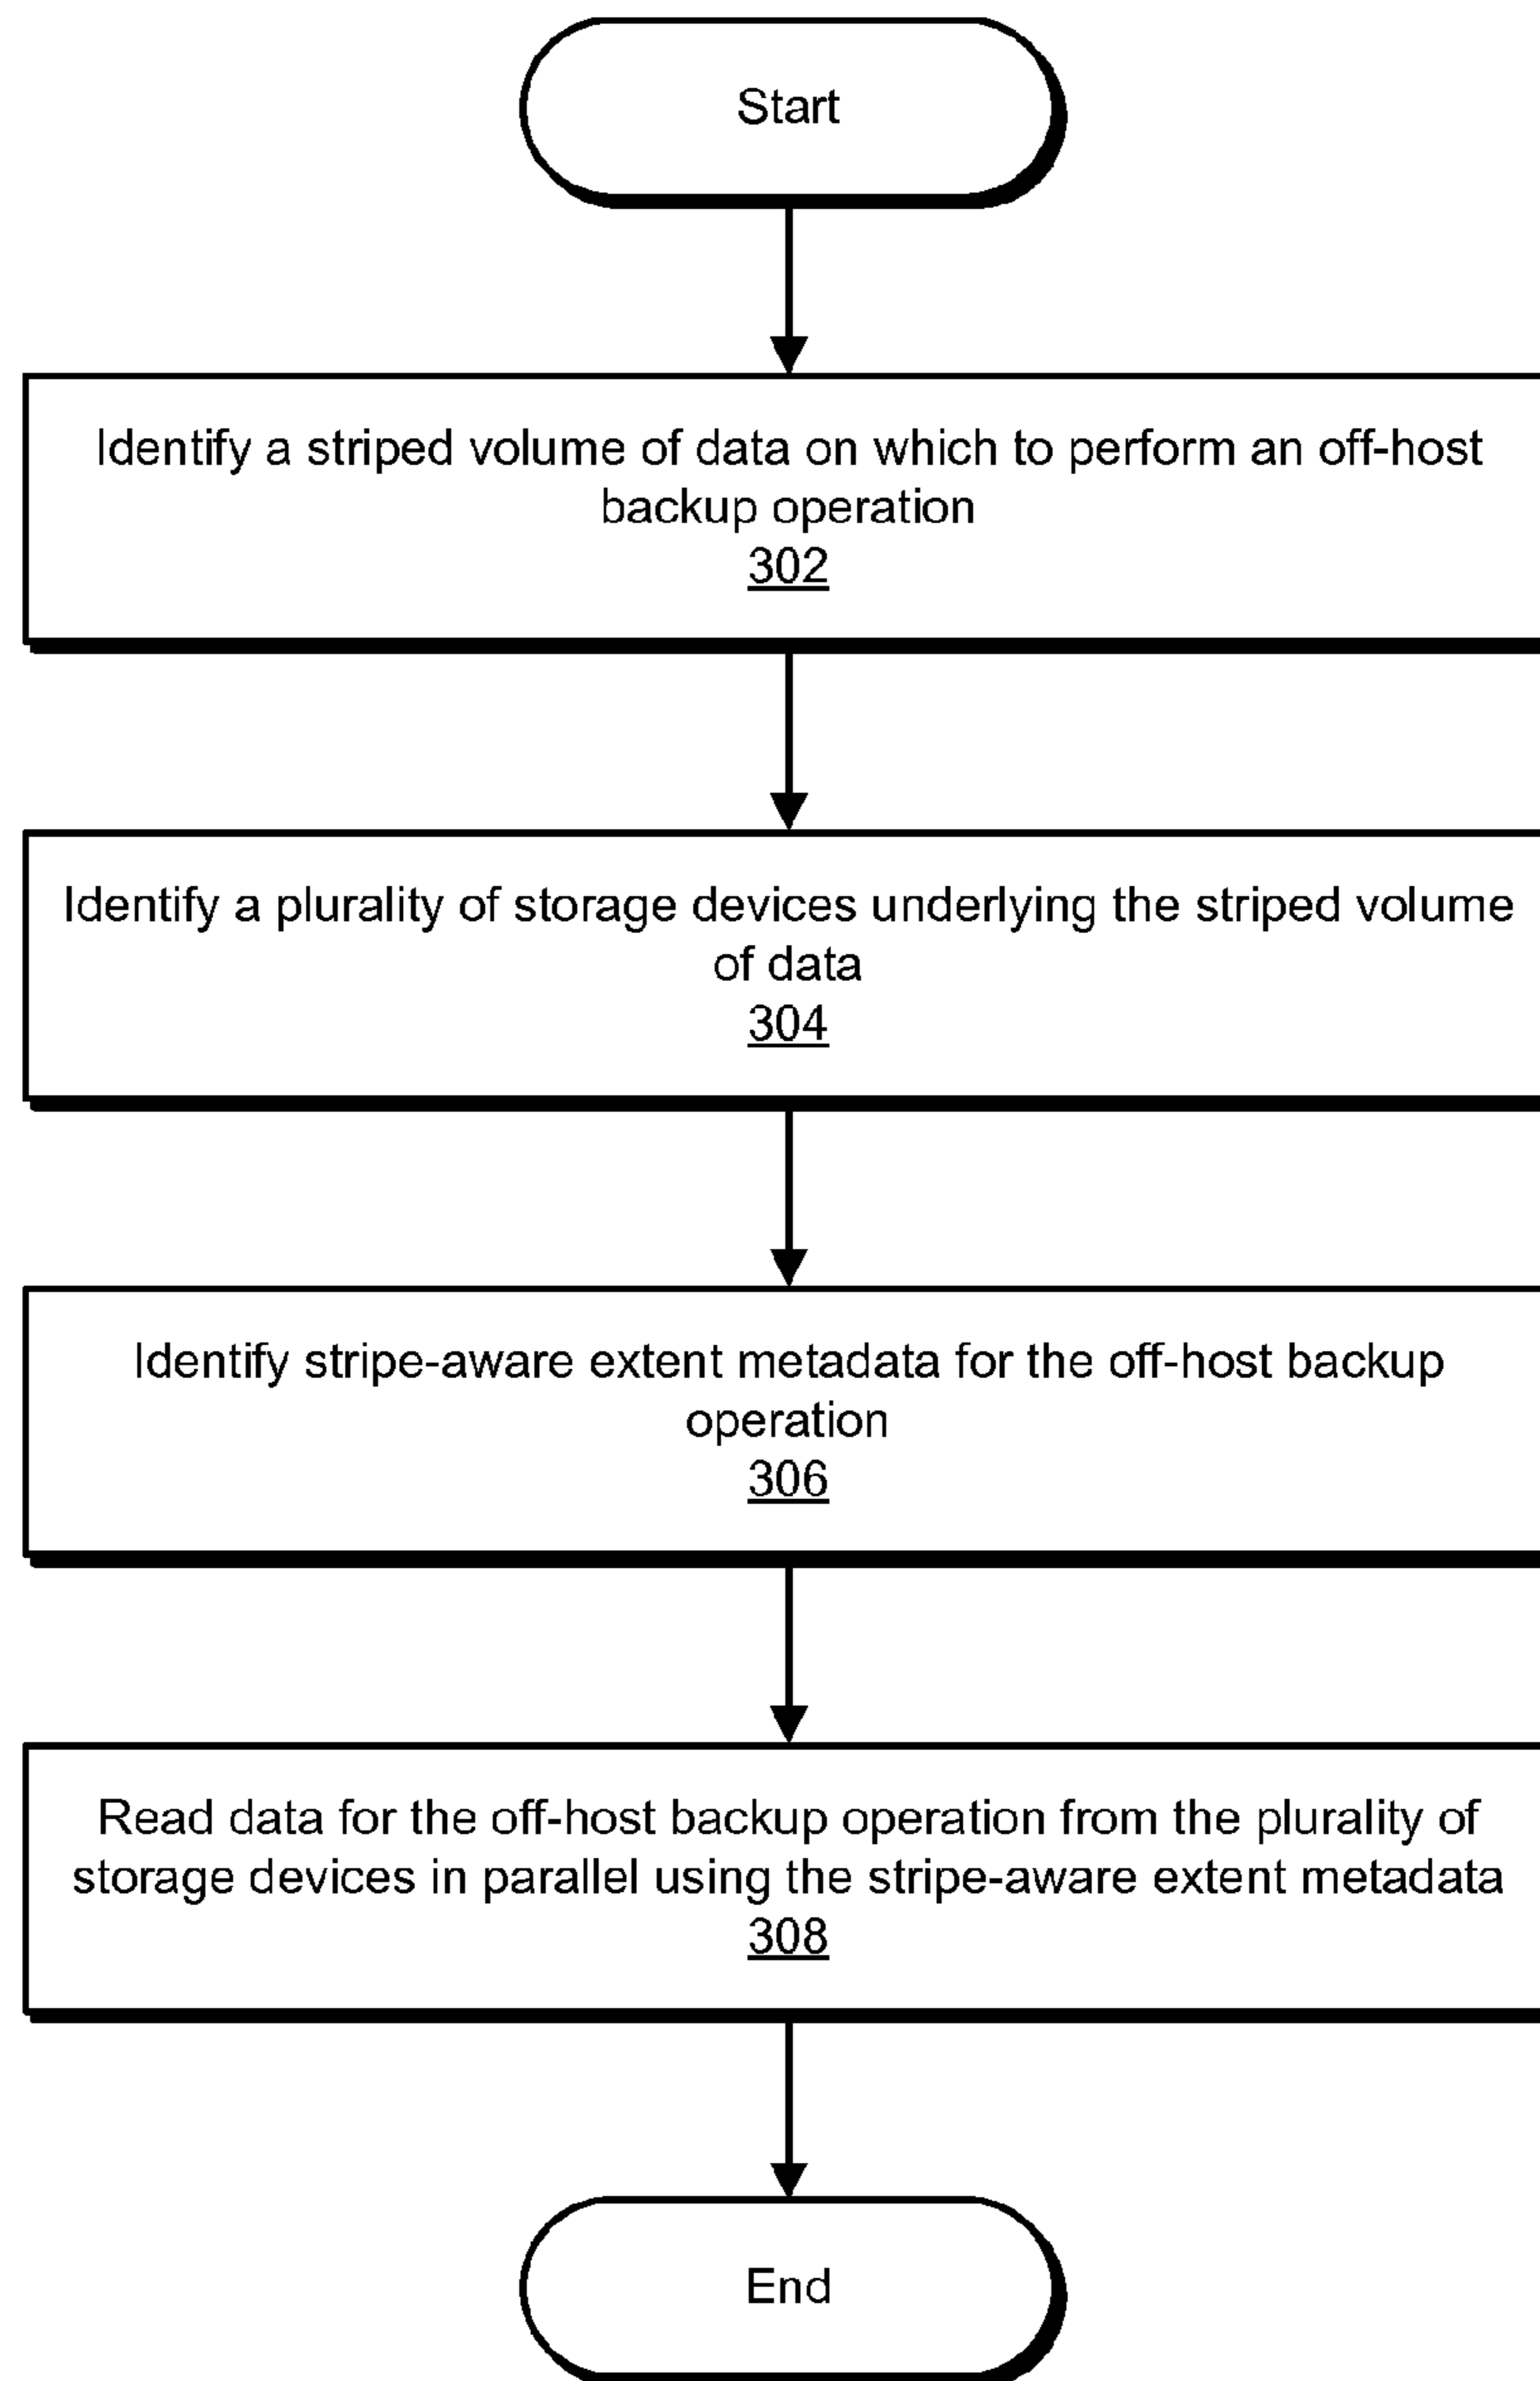 Start
Identify a striped volume of data on which to perform an off-host
backup operation
302
Identify a plurality of storage devices underlying the striped volume
of data
304
Identify stripe-aware extent metadata for the off-host backup
operation
306
Read data for the off-host backup operation from the plurality of
storage devices in parallel using the stripe-aware extent metadata
308
End